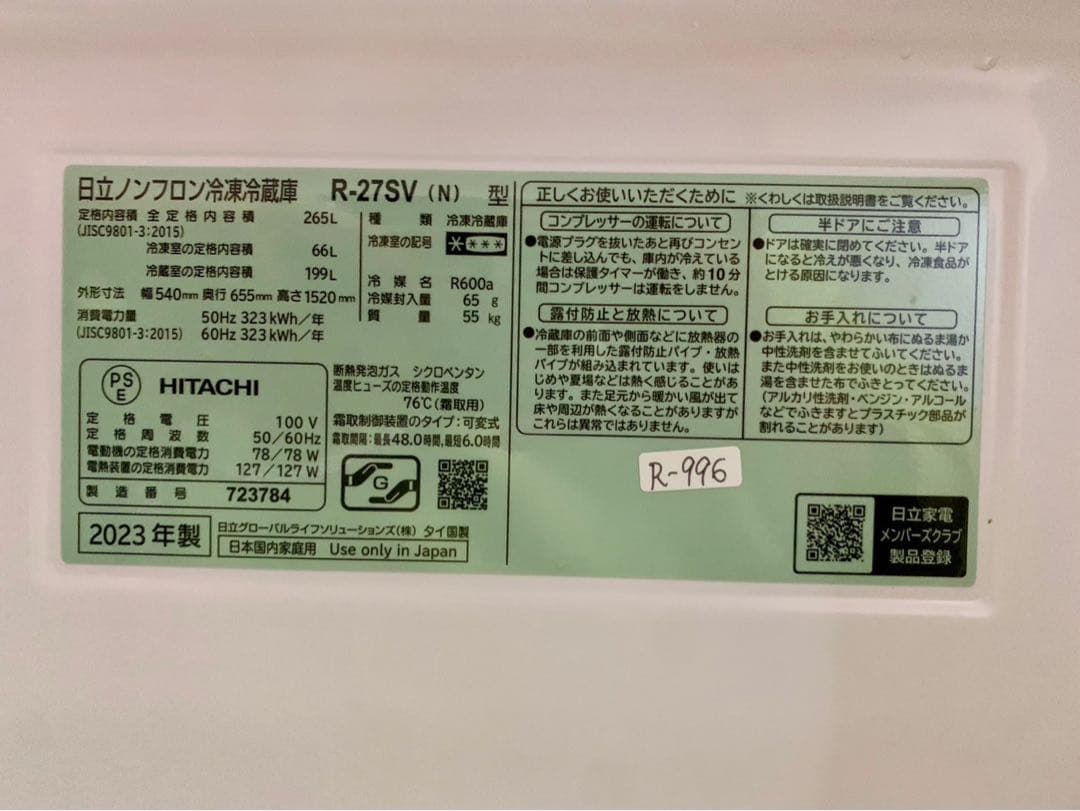 日立ノンフロン冷凍冷蔵庫 R-27SV (N) 型
定格内容積 全定格内容積 265L
(JISC9801-3:2015)
冷凍室の定格内容積 66L
冷蔵室の定格内容積 199L
外形寸法 幅540mm 奥行655mm 高さ1520mm
消費電力量 50Hz 323kWh/年
(JISC9801-3:2015) 60Hz 323kWh/年
種類 冷凍冷蔵庫
冷凍室の記号
冷媒名 R600a
冷媒封入量 65 g
質量 55 kg
PS
E
HITACHI
定格電圧 100 V
定格周波数 50/60Hz
電動機の定格消費電力 78/78 W
電熱装置の定格消費電力 127/127 W
製造番号 723784
断熱発泡ガス シクロペンタン
温度ヒューズの定格動作温度
76℃(霜取用)
霜取制御装置のタイプ:可変式
霜取間隔:最長48.0時間,最短6.0時間
G
2023年製
日立グローバルライフソリューションズ(株) タイ国製
日本国内家庭用 Use only in Japan
正しくお使いいただくために ※くわしくは取扱説明書をご覧ください。
コンプレッサーの運転について
●電源プラグを抜いたあと再びコンセン
トに差し込んでも、庫内が冷えている
場合は保護タイマーが働き、約10分
間コンプレッサーは運転をしません。
露付防止と放熱について
●冷蔵庫の前面や側面などに放熱器の
一部を利用した露付防止パイプ・放熱
パイプが組み込まれています。使いは
じめや夏場などは熱く感じることがあ
ります。また足元から暖かい風が出て
床や周辺が熱くなることがありますが
これらは異常ではありません。
半ドアにご注意
●ドアは確実に閉めてください。半ドア
になると冷えが悪くなり、冷凍食品が
とける原因になります。
お手入れについて
●お手入れは、やわらかい布にぬるま湯か
中性洗剤を含ませてふいてください。
また中性洗剤をお使いのときはぬるま
湯を含ませた布でふきとってください。
(アルカリ性洗剤・ベンジン・アルコール
などでふきますとプラスチック部品が
割れることがあります)
R-996
日立家電
メンバーズクラブ
製品登録